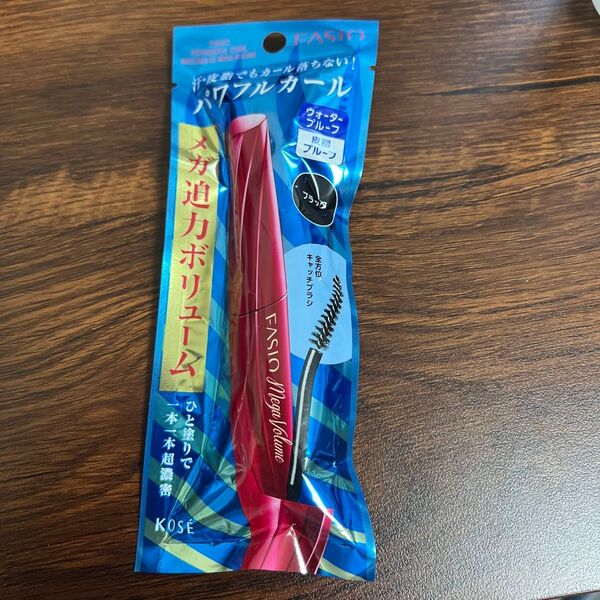 FASIO
汗・皮脂でもカール落ちない!
パワフルカール
ウォーター
プルーフ
皮脂
プルーフ
ブラック
メガ迫力ボリューム
全方位
キャッチブラシ
FASIO Mega Volume
ひと塗りで
一本一本超濃密
KOSÉ